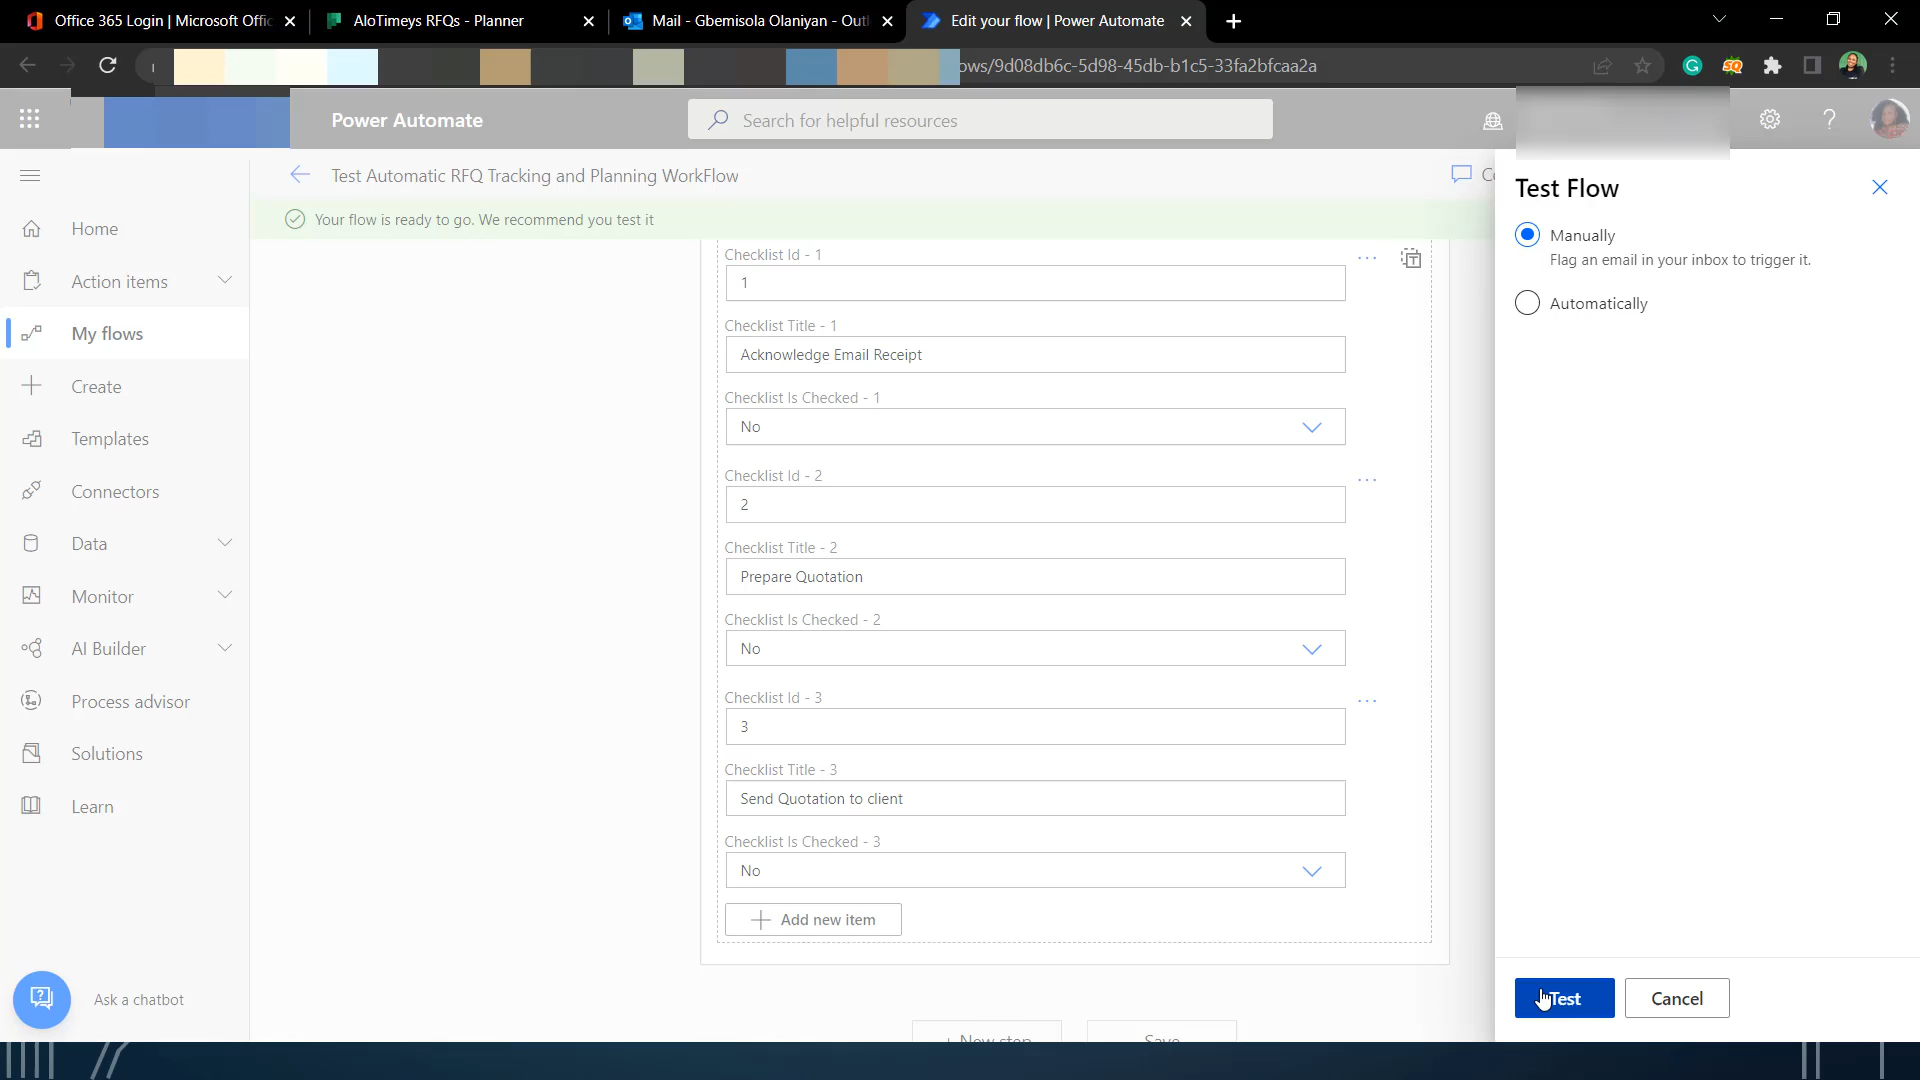 Office 365 Login | Microsoft Offic
AloTimeys RFQs - Planner
Mail - Gbemisola Olaniyan - Outl
Edit your flow | Power Automate
ows/9d08db6c-5d98-45db-b1c5-33fa2bfcaa2a
Power Automate
Search for helpful resources
Test Automatic RFQ Tracking and Planning WorkFlow
Your flow is ready to go. We recommend you test it
Home
Action items
My flows
Create
Templates
Connectors
Data
Monitor
AI Builder
Process advisor
Solutions
Learn
Ask a chatbot
Checklist Id - 1
1
Checklist Title - 1
Acknowledge Email Receipt
Checklist Is Checked - 1
No
Checklist Id - 2
2
Checklist Title - 2
Prepare Quotation
Checklist Is Checked - 2
No
Checklist Id - 3
3
Checklist Title - 3
Send Quotation to client
Checklist Is Checked - 3
No
Add new item
New step
Save
Test Flow
Manually
Flag an email in your inbox to trigger it.
Automatically
Test
Cancel